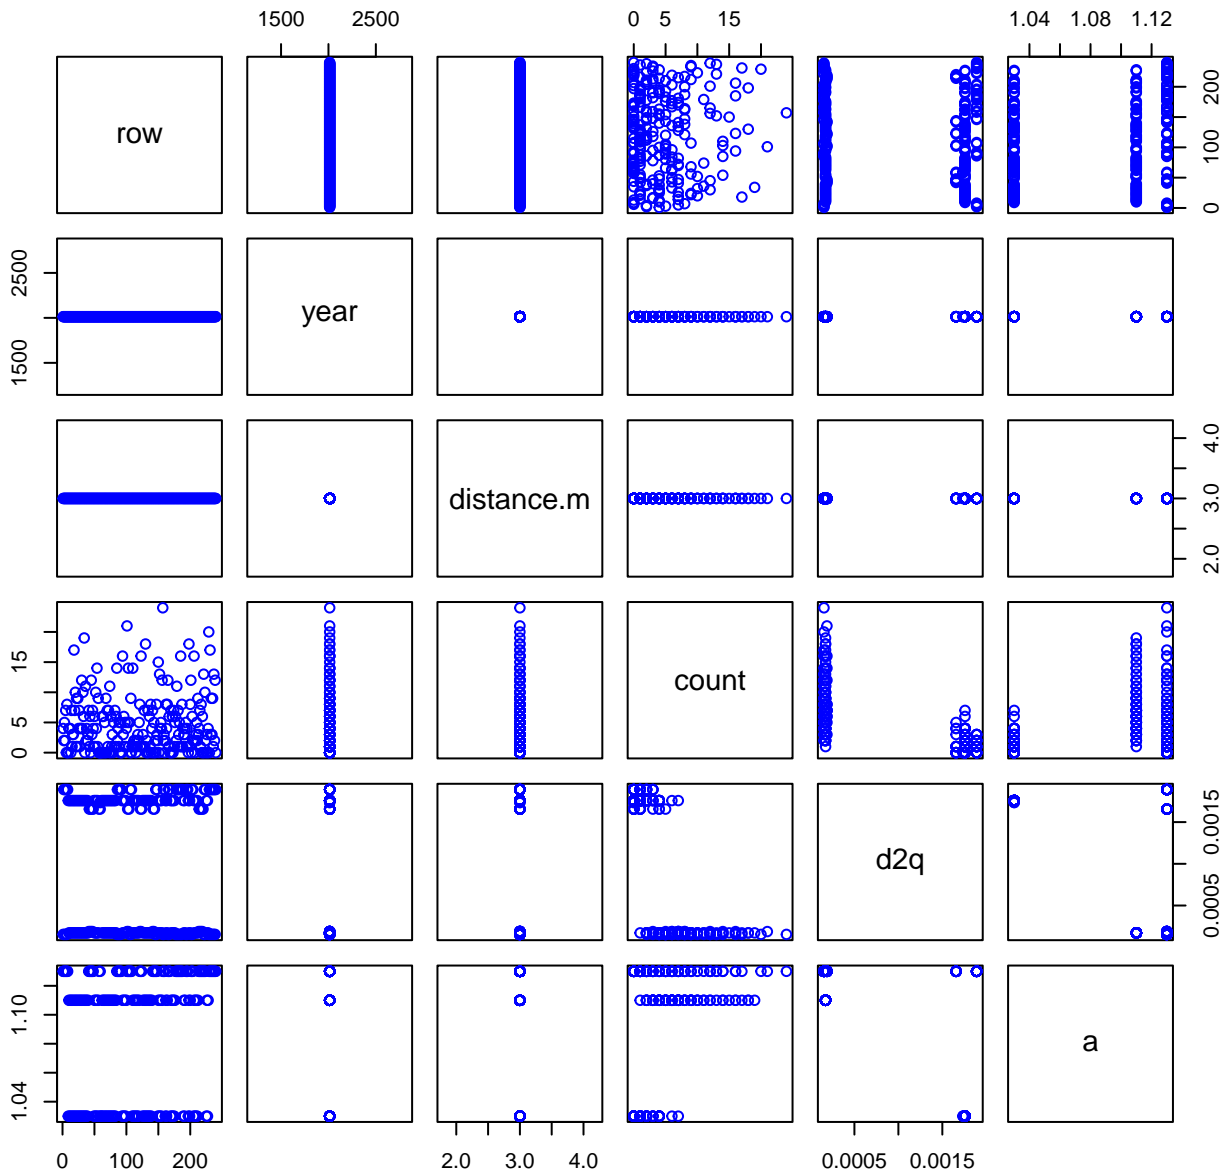 1500 2500 0 5 15 1.04 1.08 1.12
row 0 100 200
1500 2500 year
distance.m 2.0 3.0 4.0
0 5 15 count
d2q 0.0005 0.0015
1.04 1.10 a
0 100 200 2.0 3.0 4.0 0.0005 0.0015